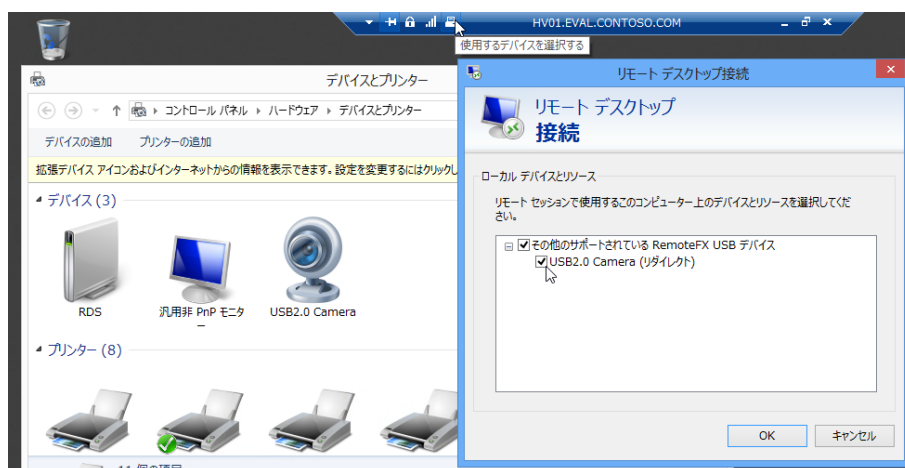 HV01.EVAL.CONTOSO.COM
使用するデバイスを選択する
デバイスとプリンター
コントロール パネル ▸ ハードウェア ▸ デバイスとプリンター
デバイスの追加 プリンターの追加
拡張デバイス アイコンおよびインターネットからの情報を表示できます。設定を変更するにはクリックし
デバイス (3)
RDS
汎用非 PnP モニタ
ー
USB2.0 Camera
プリンター (8)
11 個の項目
リモート デスクトップ接続
リモート デスクトップ
接続
ローカル デバイスとリソース
リモート セッションで使用するこのコンピューター上のデバイスとリソースを選択してくだ
さい。
その他のサポートされている RemoteFX USB デバイス
USB2.0 Camera (リダイレクト)
OK キャンセル